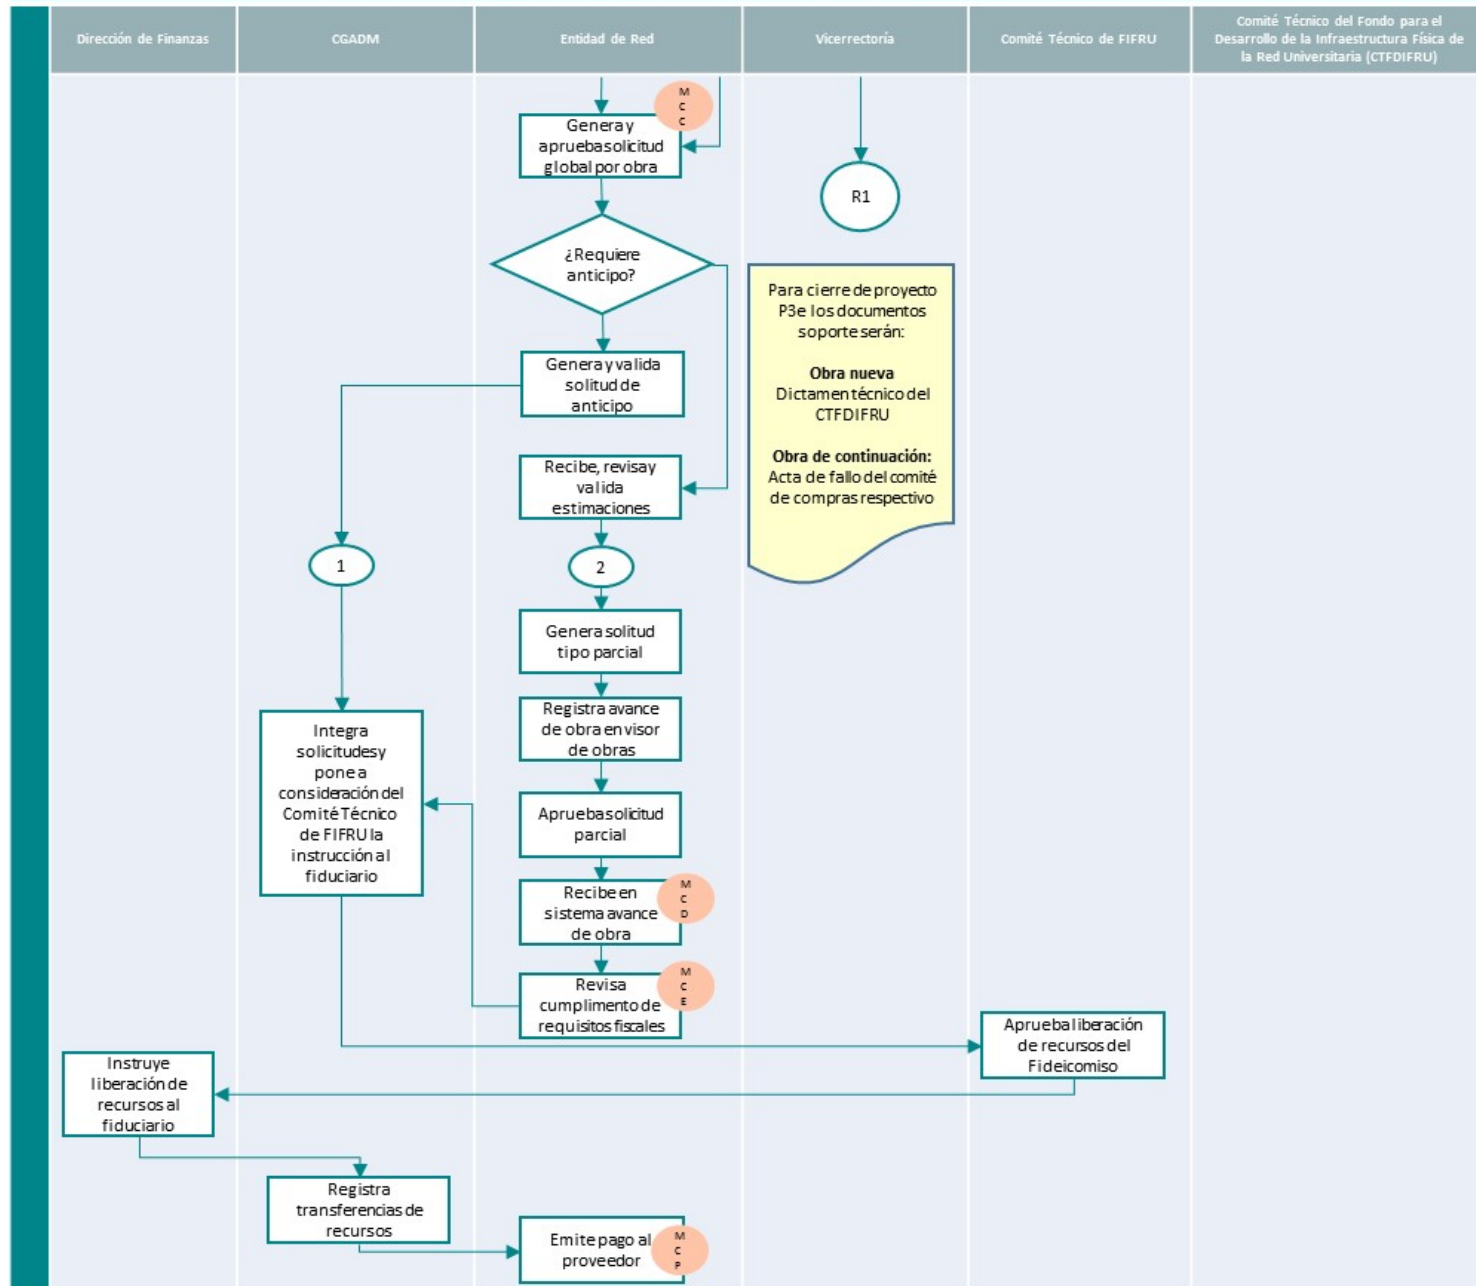 Dirección de Finanzas
CGADM
Entidad de Red
Vicerrectoría
Comité Técnico de FIFRU
Comité Técnico del Fondo para el
Desarrollo de la Infraestructura Física de
la Red Universitaria (CTFDIFRU)
M
C
C
Genera y
aprueba solicitud
global por obra
R1
¿Requiere
anticipo?
Para cierre de proyecto
P3e los documentos
soporte serán:
Obra nueva
Dictamen técnico del
CTFDIFRU
Obra de continuación:
Acta de fallo del comité
de compras respectivo
Genera y valida
solitud de
anticipo
Recibe, revisa y
valida
estimaciones
1
2
Genera solitud
tipo parcial
Registra avance
de obra en visor
de obras
Integra
solicitudes y
pone a
consideración del
Comité Técnico
de FIFRU la
instrucción al
fiduciario
Aprueba solicitud
parcial
Recibe en
sistema avance
de obra
M
C
D
Revisa
cumplimento de
requisitos fiscales
M
C
E
Aprueba liberación
de recursos del
Fideicomiso
Instruye
liberación de
recursos al
fiduciario
Registra
transferencias de
recursos
Emite pago al
proveedor
M
C
P